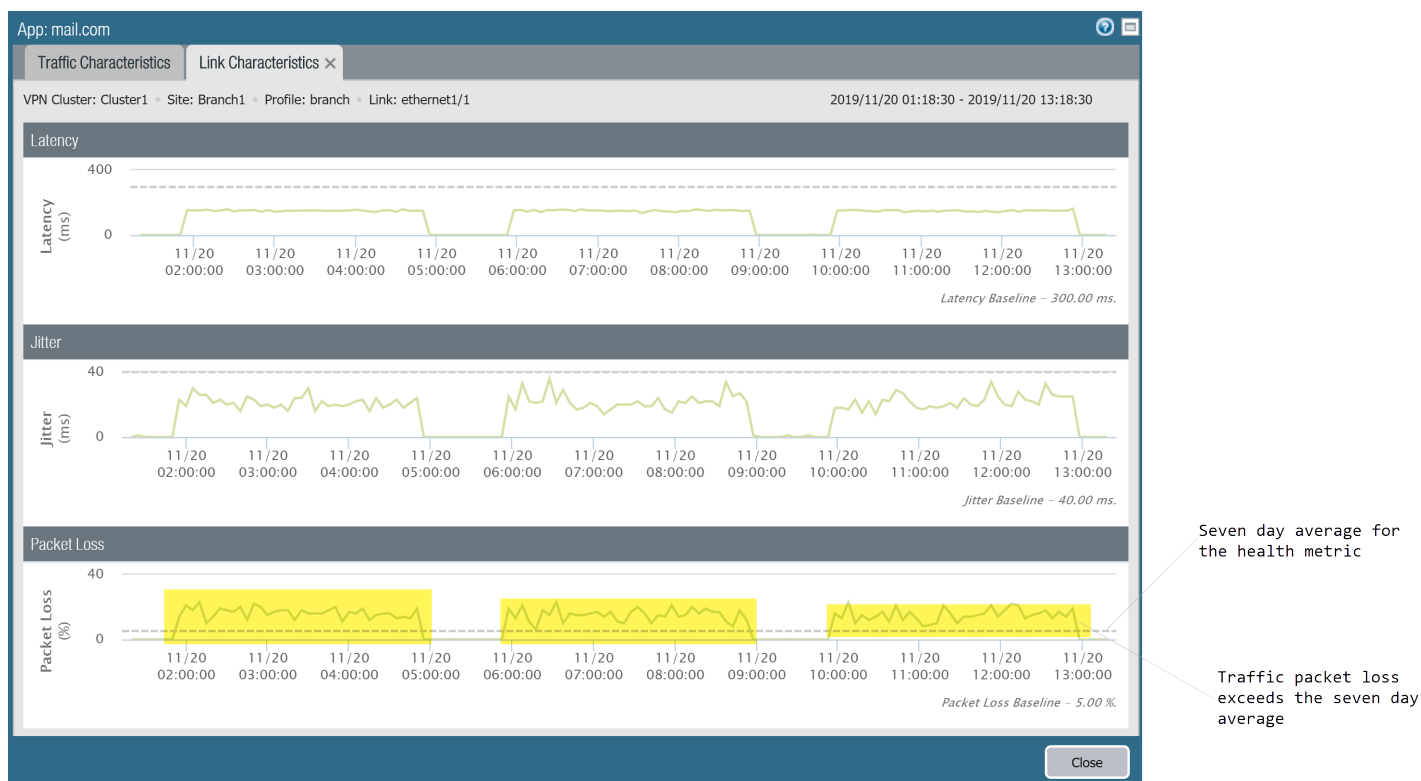 App: mail.com
Traffic Characteristics
Link Characteristics
VPN Cluster: Cluster1 Site: Branch1 Profile: branch Link: ethernet1/1
2019/11/20 01:18:30 - 2019/11/20 13:18:30
Latency
400
Latency
(ms)
0
11/20 11/20 11/20 11/20 11/20 11/20 11/20 11/20 11/20 11/20 11/20 11/20
02:00:00 03:00:00 04:00:00 05:00:00 06:00:00 07:00:00 08:00:00 09:00:00 10:00:00 11:00:00 12:00:00 13:00:00
Latency Baseline - 300.00 ms.
Jitter
40
Jitter
(ms)
0
11/20 11/20 11/20 11/20 11/20 11/20 11/20 11/20 11/20 11/20 11/20 11/20
02:00:00 03:00:00 04:00:00 05:00:00 06:00:00 07:00:00 08:00:00 09:00:00 10:00:00 11:00:00 12:00:00 13:00:00
Jitter Baseline - 40.00 ms.
Packet Loss
40
Packet Loss
(%)
0
11/20 11/20 11/20 11/20 11/20 11/20 11/20 11/20 11/20 11/20 11/20 11/20
02:00:00 03:00:00 04:00:00 05:00:00 06:00:00 07:00:00 08:00:00 09:00:00 10:00:00 11:00:00 12:00:00 13:00:00
Packet Loss Baseline - 5.00 %.
Seven day average for
the health metric
Traffic packet loss
exceeds the seven day
average
Close